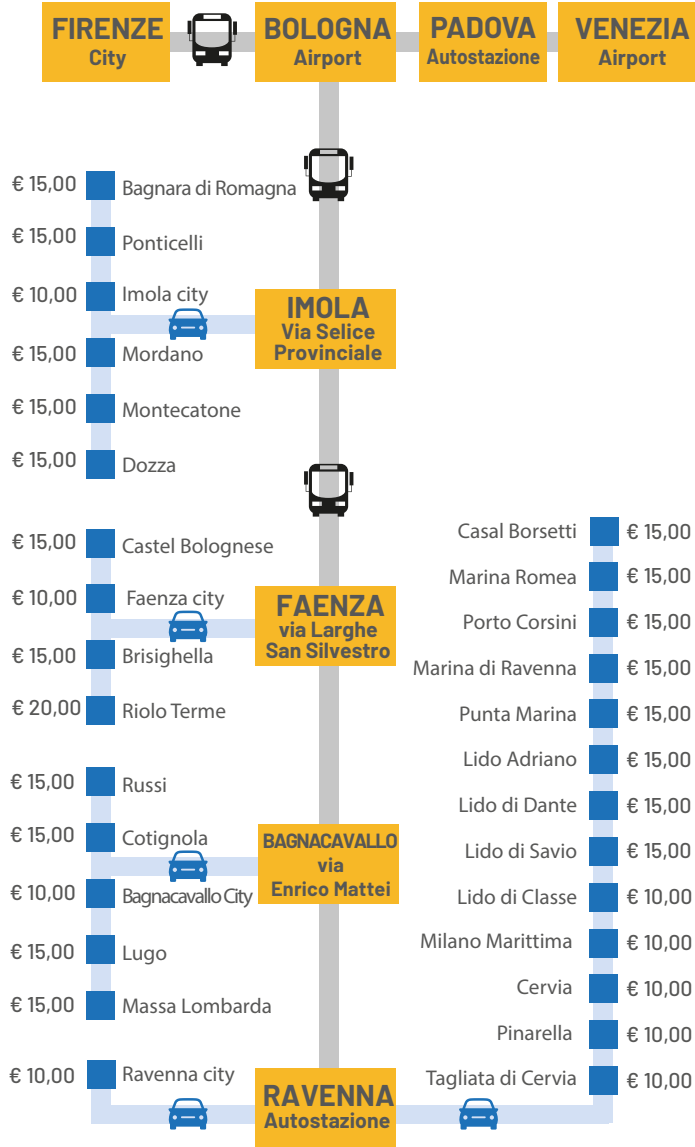 FIRENZE
City
BOLOGNA
Airport
PADOVA
Autostazione
VENEZIA
Airport
€ 15,00 Bagnara di Romagna
€ 15,00 Ponticelli
€ 10,00 Imola city
€ 15,00 Mordano
€ 15,00 Montecatone
€ 15,00 Dozza
IMOLA
Via Selice
Provinciale
€ 15,00 Castel Bolognese
€ 10,00 Faenza city
€ 15,00 Brisighella
€ 20,00 Riolo Terme
FAENZA
via Larghe
San Silvestro
€ 15,00 Russi
€ 15,00 Cotignola
€ 10,00 Bagnacavallo City
€ 15,00 Lugo
€ 15,00 Massa Lombarda
BAGNACAVALLO
via
Enrico Mattei
€ 10,00 Ravenna city
RAVENNA
Autostazione
Casal Borsetti € 15,00
Marina Romea € 15,00
Porto Corsini € 15,00
Marina di Ravenna € 15,00
Punta Marina € 15,00
Lido Adriano € 15,00
Lido di Dante € 15,00
Lido di Savio € 15,00
Lido di Classe € 10,00
Milano Marittima € 10,00
Cervia € 10,00
Pinarella € 10,00
Tagliata di Cervia € 10,00